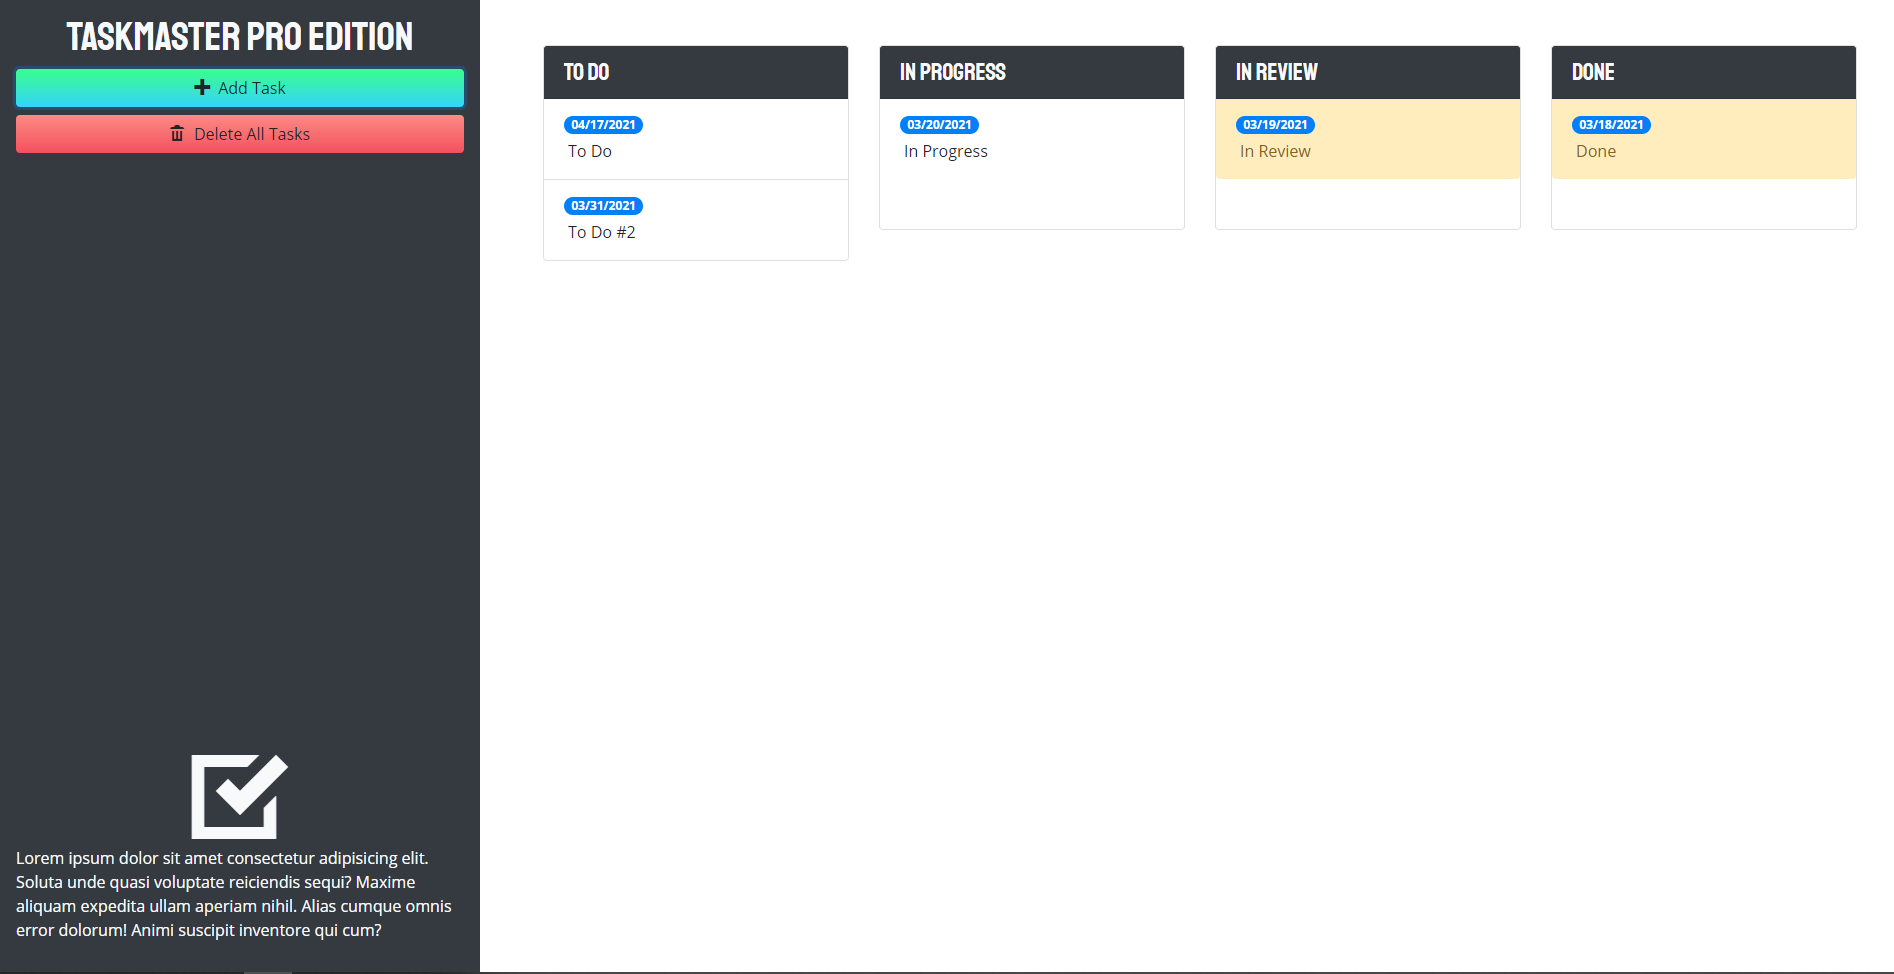 TASKMASTER PRO EDITION
Add Task
Delete All Tasks
Lorem ipsum dolor sit amet consectetur adipisicing elit.
Soluta unde quasi voluptate reiciendis sequi? Maxime
aliquam expedita ullam aperiam nihil. Alias cumque omnis
error dolorum! Animi suscipit inventore qui cum?
TO DO
04/17/2021
To Do
03/31/2021
To Do #2
IN PROGRESS
03/20/2021
In Progress
IN REVIEW
03/19/2021
In Review
DONE
03/18/2021
Done